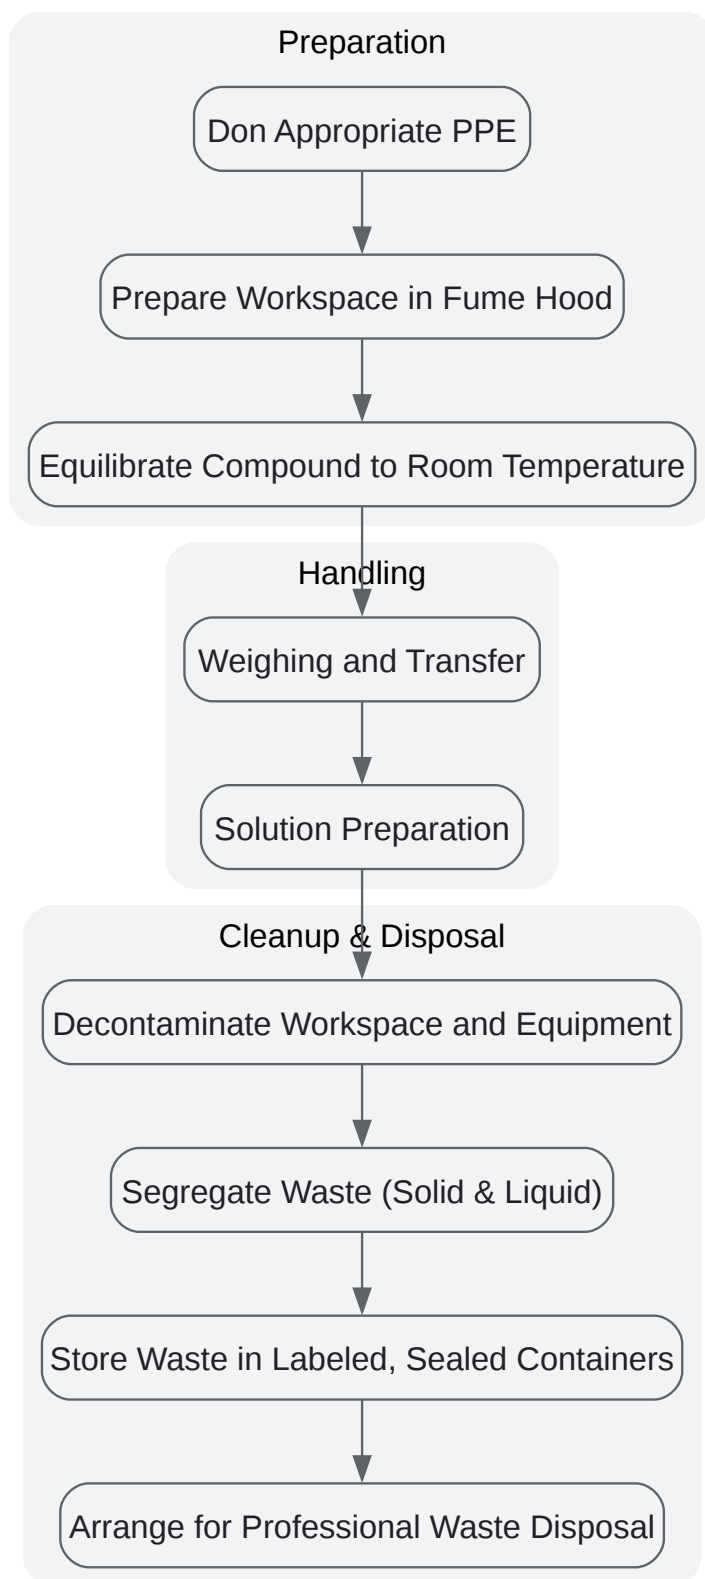 Preparation
Don Appropriate PPE
Prepare Workspace in Fume Hood
Equilibrate Compound to Room Temperature
Handling
Weighing and Transfer
Solution Preparation
Cleanup & Disposal
Decontaminate Workspace and Equipment
Segregate Waste (Solid & Liquid)
Store Waste in Labeled, Sealed Containers
Arrange for Professional Waste Disposal